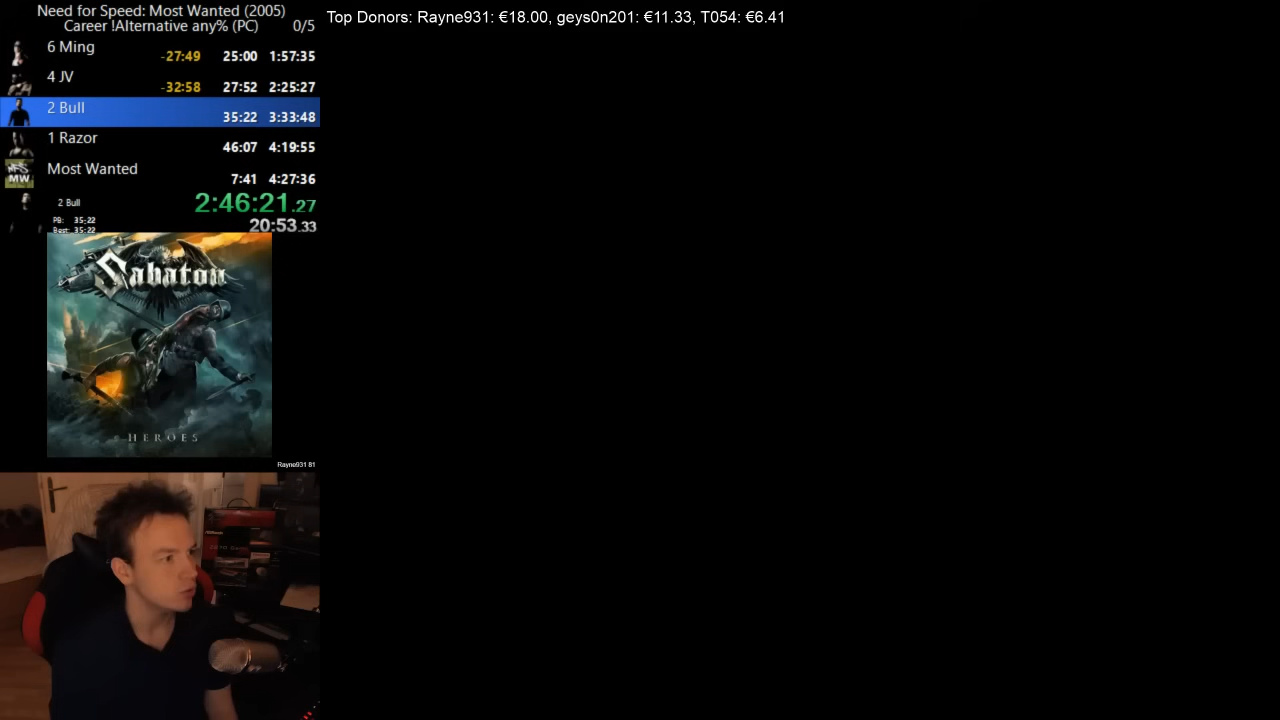 Need for Speed: Most Wanted (2005)
Career !Alternative any% (PC) 0/5
Top Donors: Rayne931: €18.00, geys0n201: €11.33, T054: €6.41
6 Ming -27:49 25:00 1:57:35
4 JV -32:58 27:52 2:25:27
2 Bull 35:22 3:33:48
1 Razor 46:07 4:19:55
MW Most Wanted 7:41 4:27:36
2 Bull 2:46:21.27
PB: 35:22
Best: 35:22 20:53.33
Sabaton
HEROES
Rayne931 81